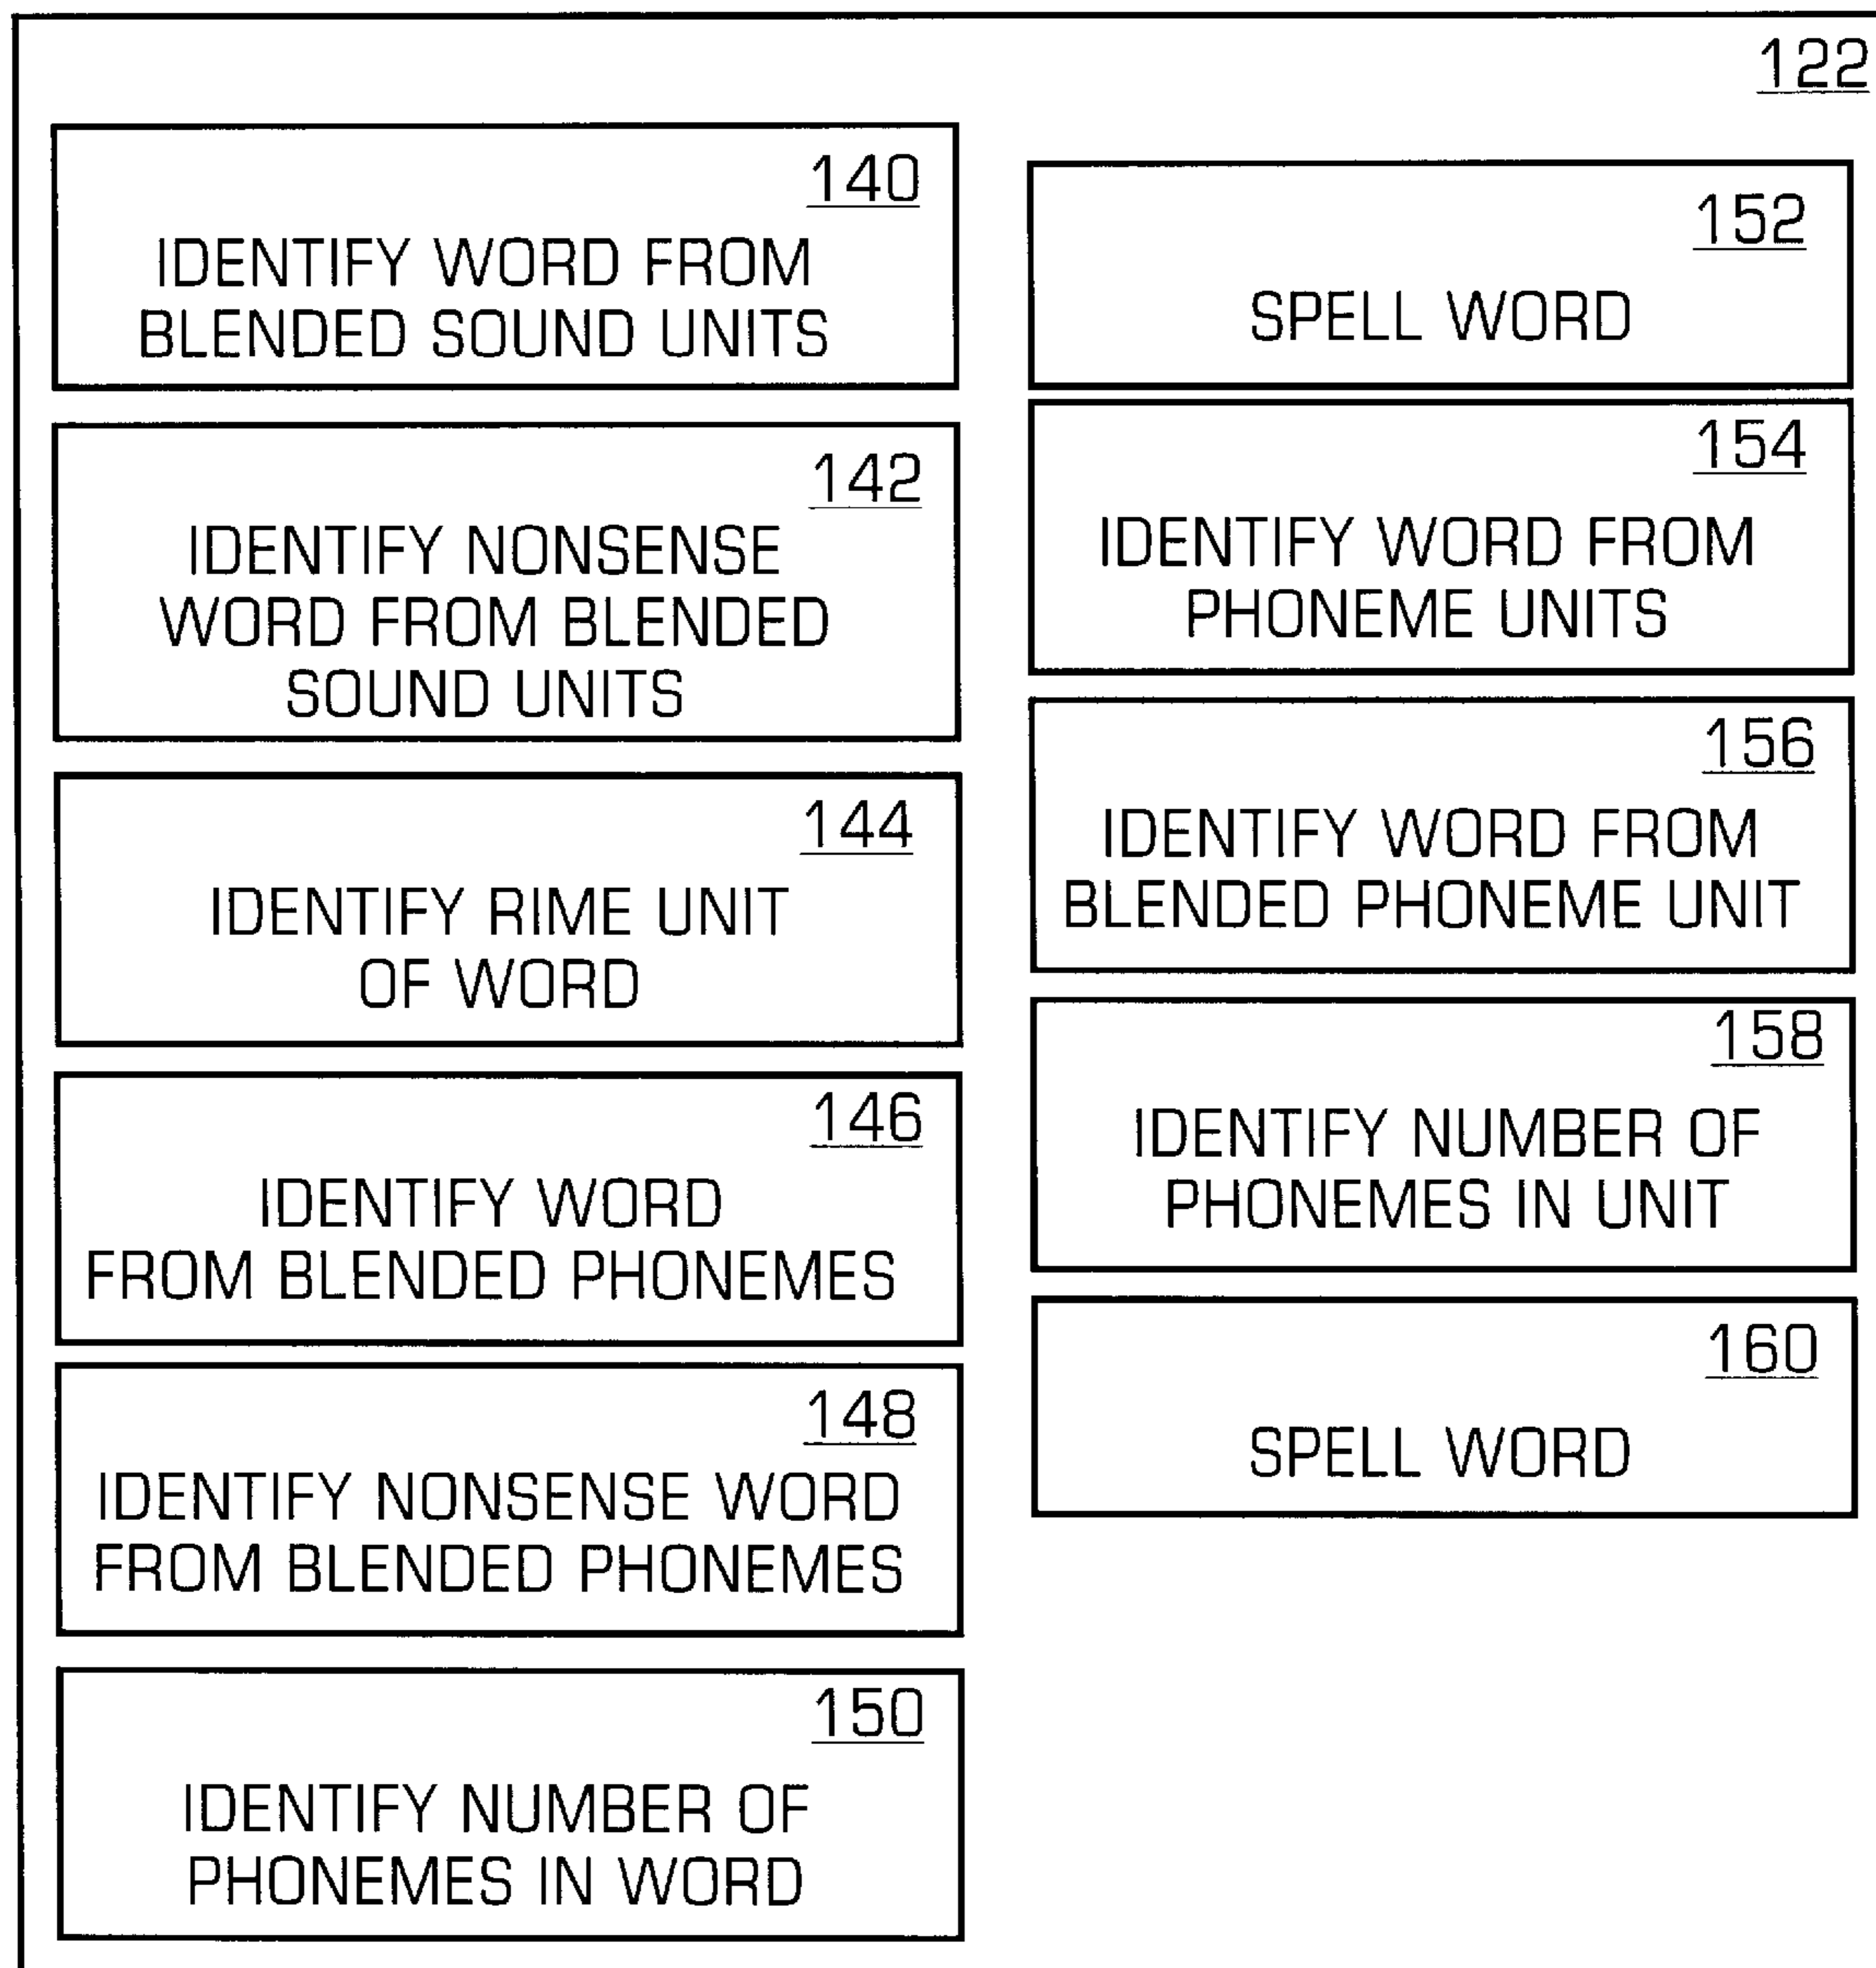 122
140
IDENTIFY WORD FROM
BLENDED SOUND UNITS
142
IDENTIFY NONSENSE
WORD FROM BLENDED
SOUND UNITS
144
IDENTIFY RIME UNIT
OF WORD
146
IDENTIFY WORD
FROM BLENDED PHONEMES
148
IDENTIFY NONSENSE WORD
FROM BLENDED PHONEMES
150
IDENTIFY NUMBER OF
PHONEMES IN WORD
152
SPELL WORD
154
IDENTIFY WORD FROM
PHONEME UNITS
156
IDENTIFY WORD FROM
BLENDED PHONEME UNIT
158
IDENTIFY NUMBER OF
PHONEMES IN UNIT
160
SPELL WORD